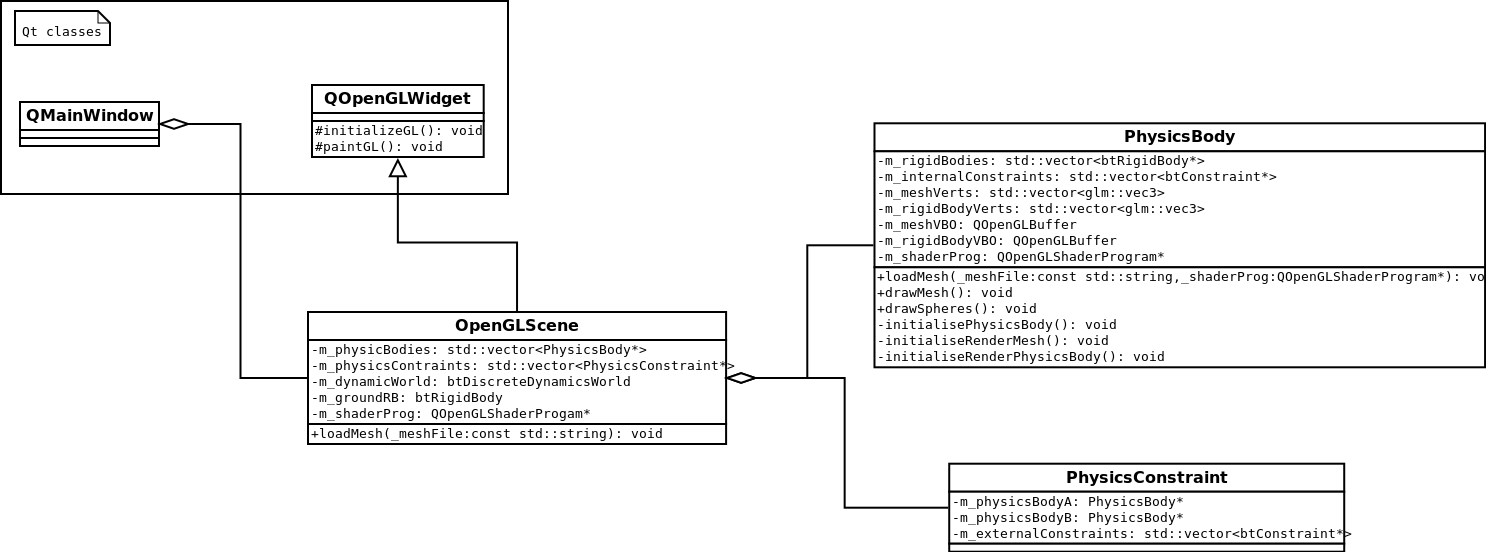 Qt classes
QMainWindow
QOpenGLWidget
#initializeGL(): void
#paintGL(): void
OpenGLScene
-m_physicBodies: std::vector<PhysicsBody*>
-m_physicsContraints: std::vector<PhysicsConstraint*>
-m_dynamicWorld: btDiscreteDynamicsWorld
-m_groundRB: btRigidBody
-m_shaderProg: QOpenGLShaderProgam*
+loadMesh(_meshFile:const std::string): void
PhysicsBody
-m_rigidBodies: std::vector<btRigidBody*>
-m_internalConstraints: std::vector<btConstraint*>
-m_meshVerts: std::vector<glm::vec3>
-m_rigidBodyVerts: std::vector<glm::vec3>
-m_meshVBO: QOpenGLBuffer
-m_rigidBodyVBO: QOpenGLBuffer
-m_shaderProg: QOpenGLShaderProgram*
+loadMesh(_meshFile:const std::string,_shaderProg:QOpenGLShaderProgram*): vo
+drawMesh(): void
+drawSpheres(): void
-initialisePhysicsBody(): void
-initialiseRenderMesh(): void
-initialiseRenderPhysicsBody(): void
PhysicsConstraint
-m_physicsBodyA: PhysicsBody*
-m_physicsBodyB: PhysicsBody*
-m_externalConstraints: std::vector<btConstraint*>